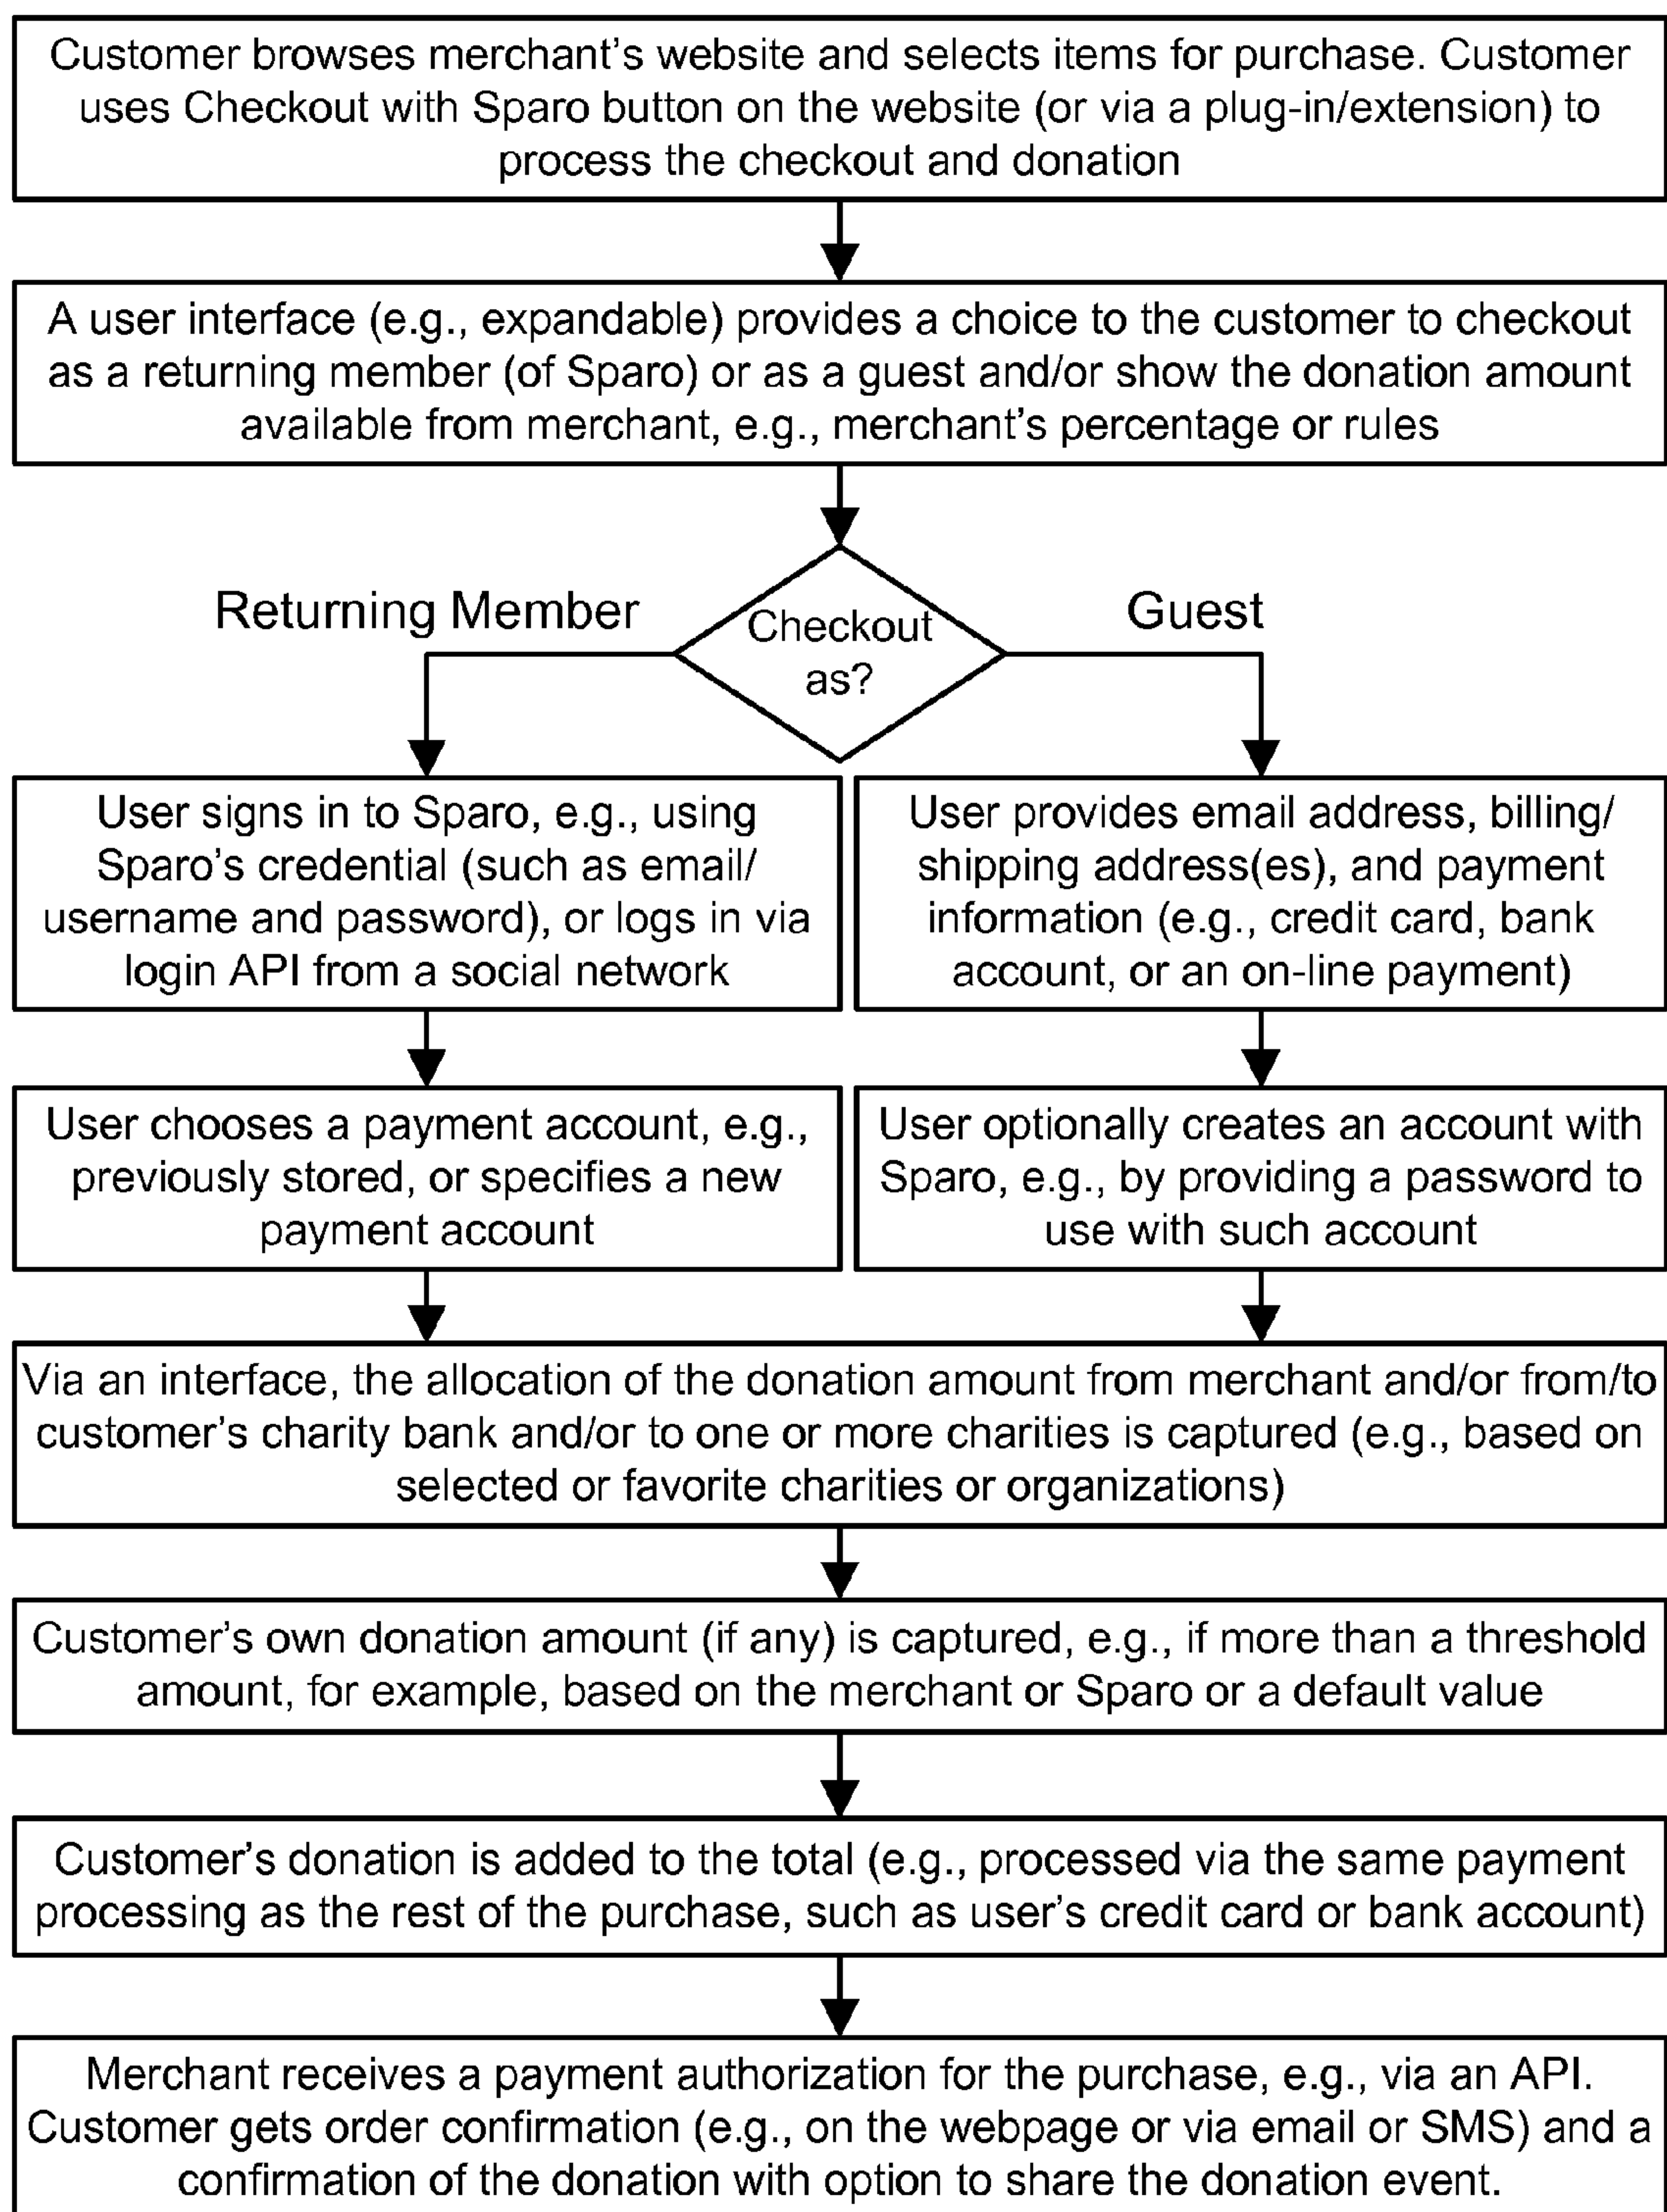 Customer browses merchant's website and selects items for purchase. Customer
uses Checkout with Sparo button on the website (or via a plug-in/extension) to
process the checkout and donation
A user interface (e.g., expandable) provides a choice to the customer to checkout
as a returning member (of Sparo) or as a guest and/or show the donation amount
available from merchant, e.g., merchant's percentage or rules
Returning Member
Checkout
as?
Guest
User signs in to Sparo, e.g., using
Sparo's credential (such as email/
username and password), or logs in via
login API from a social network
User provides email address, billing/
shipping address(es), and payment
information (e.g., credit card, bank
account, or an on-line payment)
User chooses a payment account, e.g.,
previously stored, or specifies a new
payment account
User optionally creates an account with
Sparo, e.g., by providing a password to
use with such account
Via an interface, the allocation of the donation amount from merchant and/or from/to
customer's charity bank and/or to one or more charities is captured (e.g., based on
selected or favorite charities or organizations)
Customer's own donation amount (if any) is captured, e.g., if more than a threshold
amount, for example, based on the merchant or Sparo or a default value
Customer's donation is added to the total (e.g., processed via the same payment
processing as the rest of the purchase, such as user's credit card or bank account)
Merchant receives a payment authorization for the purchase, e.g., via an API.
Customer gets order confirmation (e.g., on the webpage or via email or SMS) and a
confirmation of the donation with option to share the donation event.